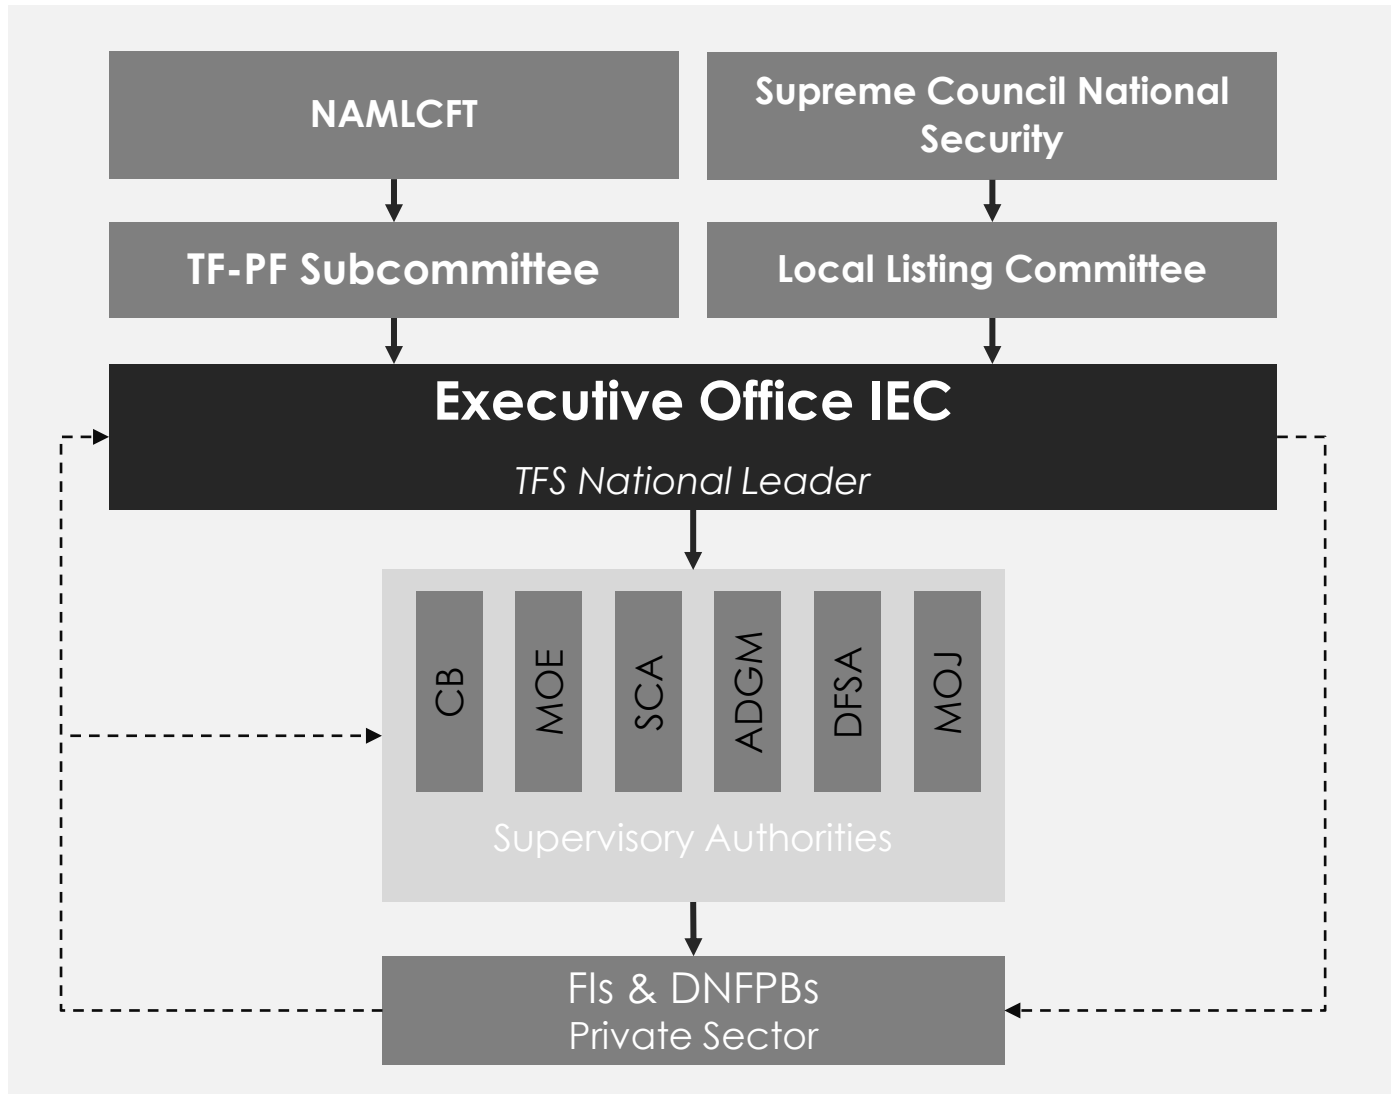 NAMLCFT
Supreme Council National
Security
TF-PF Subcommittee
Local Listing Committee
Executive Office IEC
TFS National Leader
CB
MOE
SCA
ADGM
DFSA
MOJ
Supervisory Authorities
FIs & DNFPBs
Private Sector